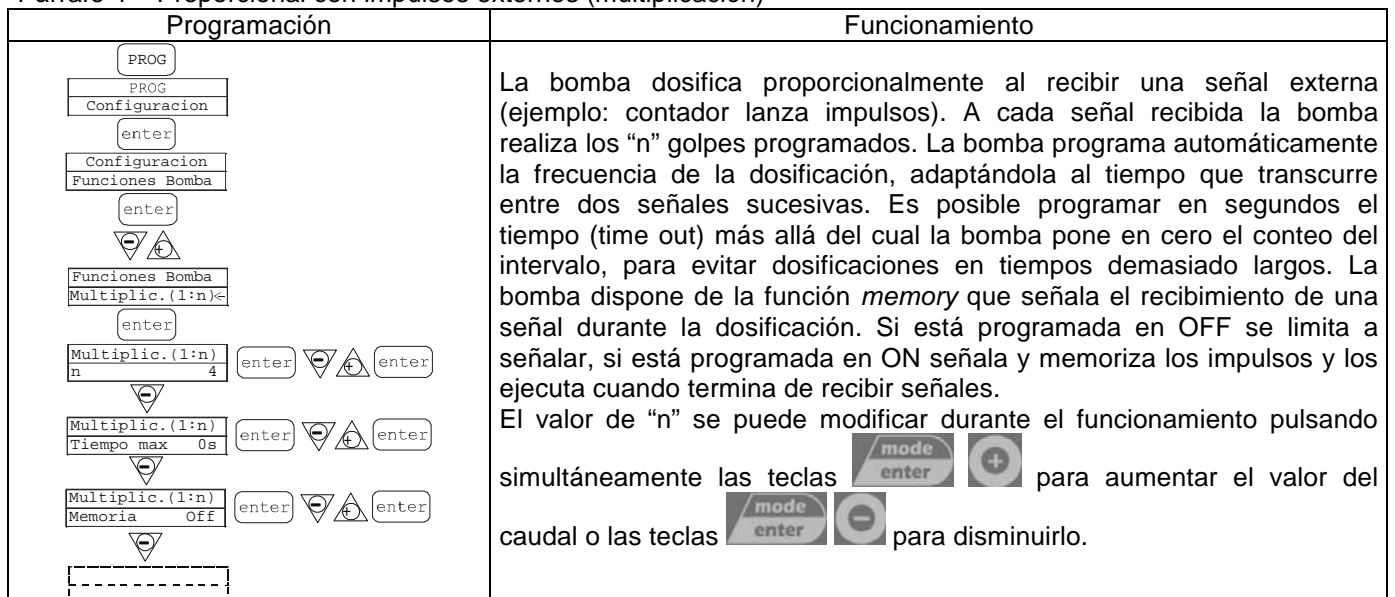 Programación
Funcionamiento
PROG
PROG
Configuracion
enter
Configuracion
Funciones Bomba
enter
- +
Funciones Bomba
Multiplic.(1:n)←
enter
Multiplic.(1:n)
n 4
enter - + enter
-
Multiplic.(1:n)
Tiempo max 0s
enter - + enter
-
Multiplic.(1:n)
Memoria Off
enter - + enter
-
La bomba dosifica proporcionalmente al recibir una señal externa
(ejemplo: contador lanza impulsos). A cada señal recibida la bomba
realiza los “n” golpes programados. La bomba programa automáticamente
la frecuencia de la dosificación, adaptándola al tiempo que transcurre
entre dos señales sucesivas. Es posible programar en segundos el
tiempo (time out) más allá del cual la bomba pone en cero el conteo del
intervalo, para evitar dosificaciones en tiempos demasiado largos. La
bomba dispone de la función memory que señala el recibimiento de una
señal durante la dosificación. Si está programada en OFF se limita a
señalar, si está programada en ON señala y memoriza los impulsos y los
ejecuta cuando termina de recibir señales.
El valor de “n” se puede modificar durante el funcionamiento pulsando
simultáneamente las teclas mode enter + para aumentar el valor del
caudal o las teclas mode enter - para disminuirlo.